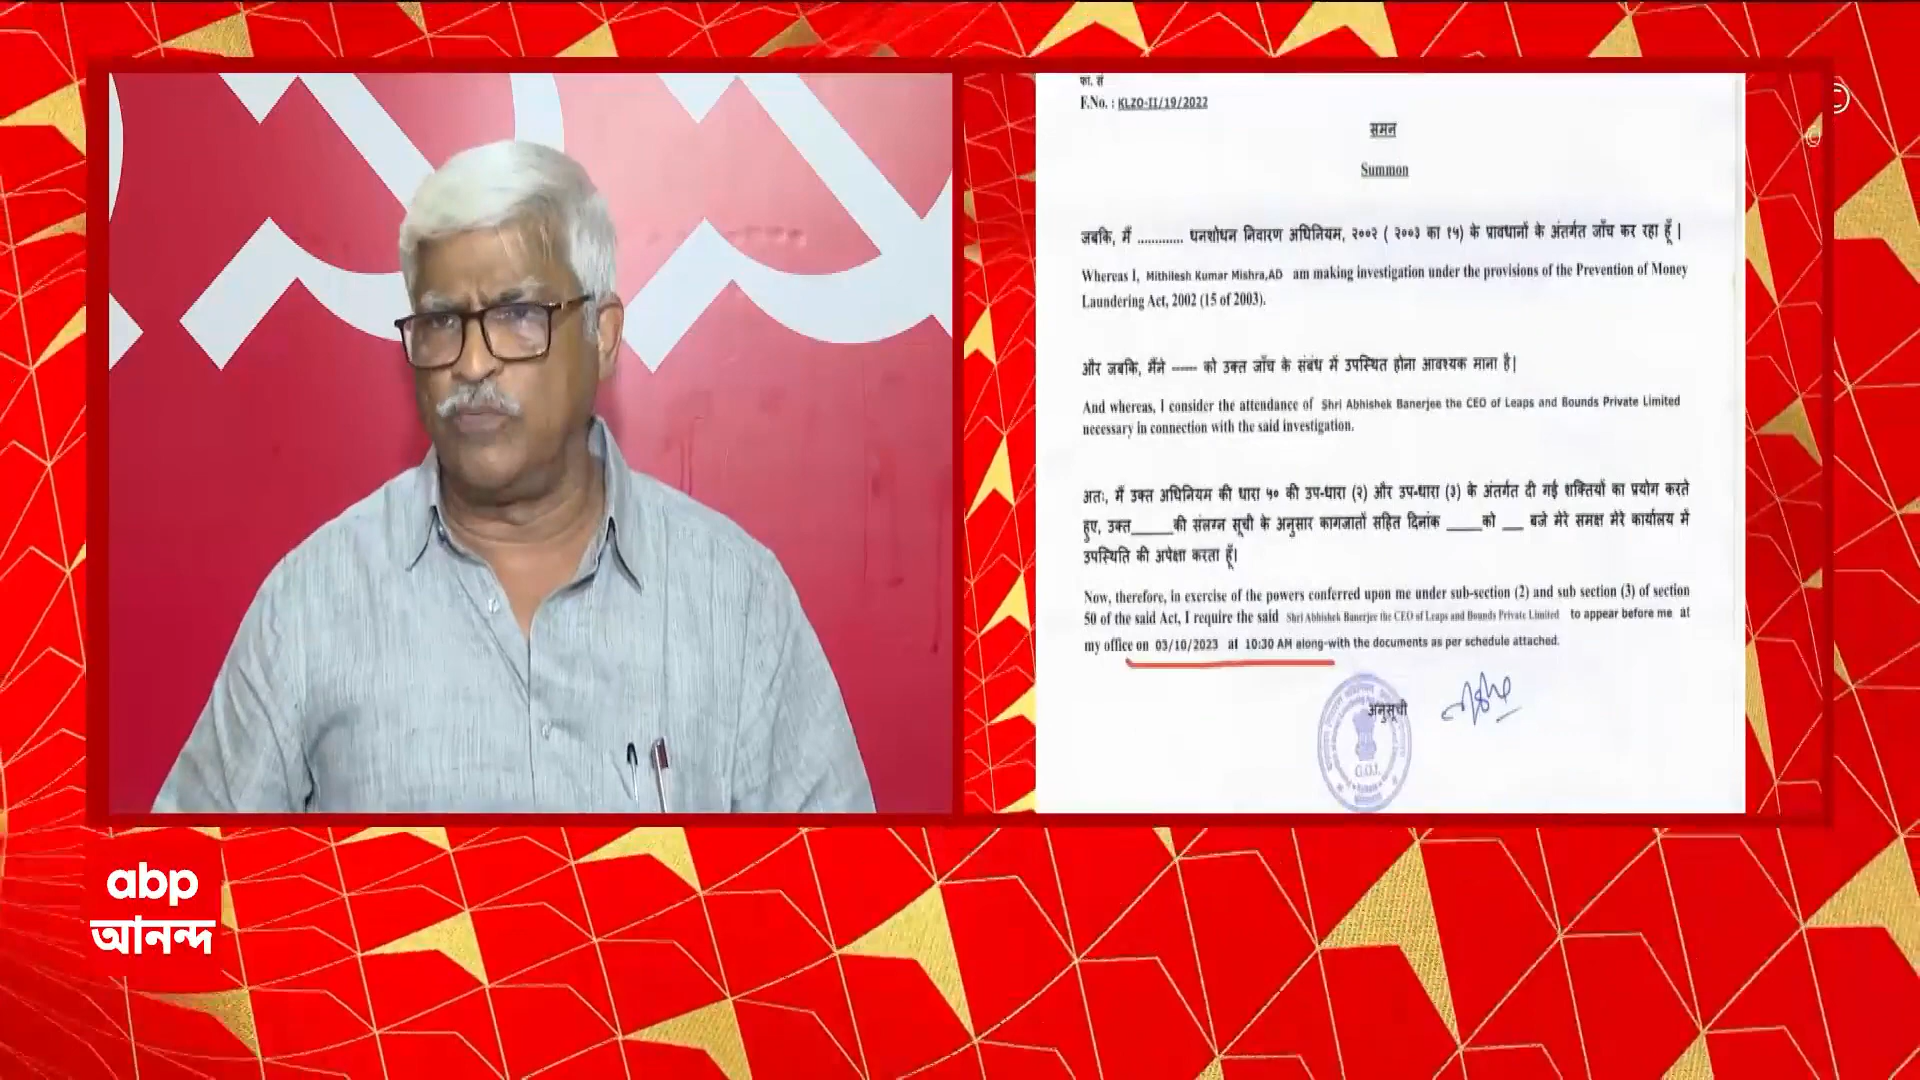 फा. सं
F.No. : KLZO-II/19/2022
समन
Summon
जबकि, मैं ............. धनशोधन निवारण अधिनियम, २००२ ( २००३ का १५) के प्रावधानों के अंतर्गत जाँच कर रहा हूँ |
Whereas I, Mithilesh Kumar Mishra,AD am making investigation under the provisions of the Prevention of Money
Laundering Act, 2002 (15 of 2003).
और जबकि, मैंने ------ को उक्त जाँच के संबंध में उपस्थित होना आवश्यक माना है|
And whereas, I consider the attendance of Shri Abhishek Banerjee the CEO of Leaps and Bounds Private Limited
necessary in connection with the said investigation.
अतः, मैं उक्त अधिनियम की धारा ५० की उप-धारा (२) और उप-धारा (३) के अंतर्गत दी गई शक्तियों का प्रयोग करते
हुए, उक्त_____की संलग्न सूची के अनुसार कागजातों सहित दिनांक _____को ___ बजे मेरे समक्ष मेरे कार्यालय में
उपस्थिति की अपेक्षा करता हूँ|
Now, therefore, in exercise of the powers conferred upon me under sub-section (2) and sub section (3) of section
50 of the said Act, I require the said Shri Abhishek Banerjee the CEO of Leaps and Bounds Private Limited to appear before me at
my office on 03/10/2023 at 10:30 AM along-with the documents as per schedule attached.
अनुसूची
G.O.I.
abp
আনন্দ
©
©